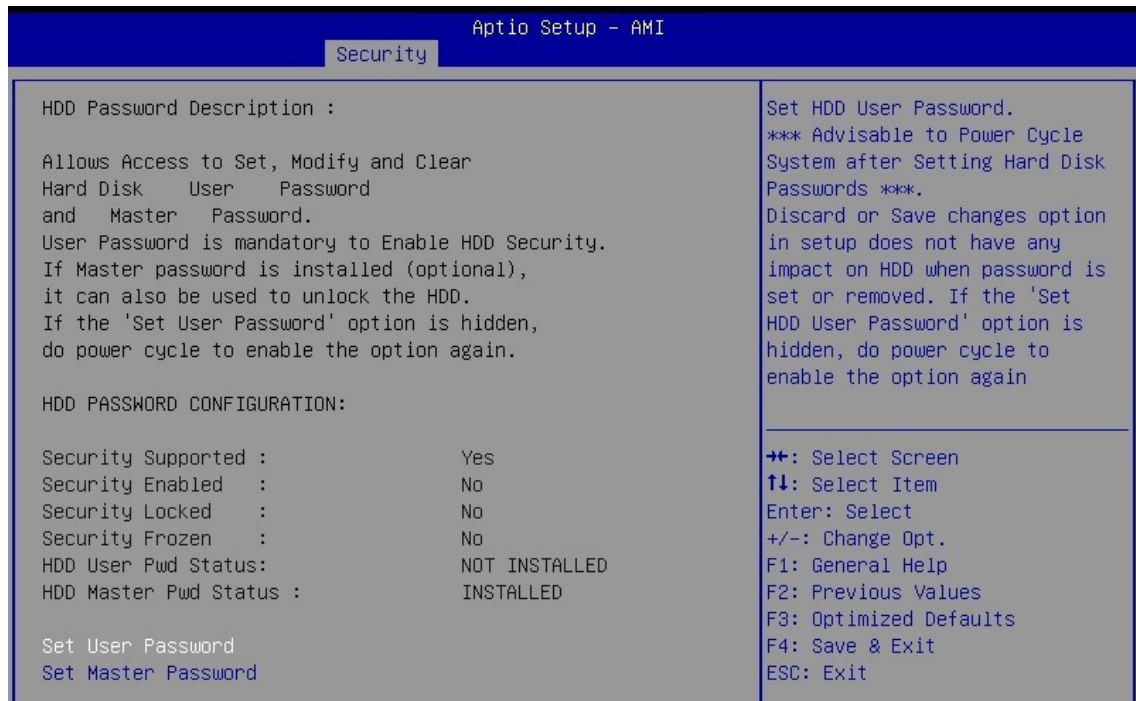 Aptio Setup – AMI
Security
HDD Password Description :
Allows Access to Set, Modify and Clear
Hard Disk User Password
and Master Password.
User Password is mandatory to Enable HDD Security.
If Master password is installed (optional),
it can also be used to unlock the HDD.
If the 'Set User Password' option is hidden,
do power cycle to enable the option again.
HDD PASSWORD CONFIGURATION:
Security Supported : Yes
Security Enabled : No
Security Locked : No
Security Frozen : No
HDD User Pwd Status: NOT INSTALLED
HDD Master Pwd Status : INSTALLED
Set User Password
Set Master Password
Set HDD User Password.
*** Advisable to Power Cycle
System after Setting Hard Disk
Passwords ***.
Discard or Save changes option
in setup does not have any
impact on HDD when password is
set or removed. If the 'Set
HDD User Password' option is
hidden, do power cycle to
enable the option again
→←: Select Screen
↑↓: Select Item
Enter: Select
+/-: Change Opt.
F1: General Help
F2: Previous Values
F3: Optimized Defaults
F4: Save & Exit
ESC: Exit